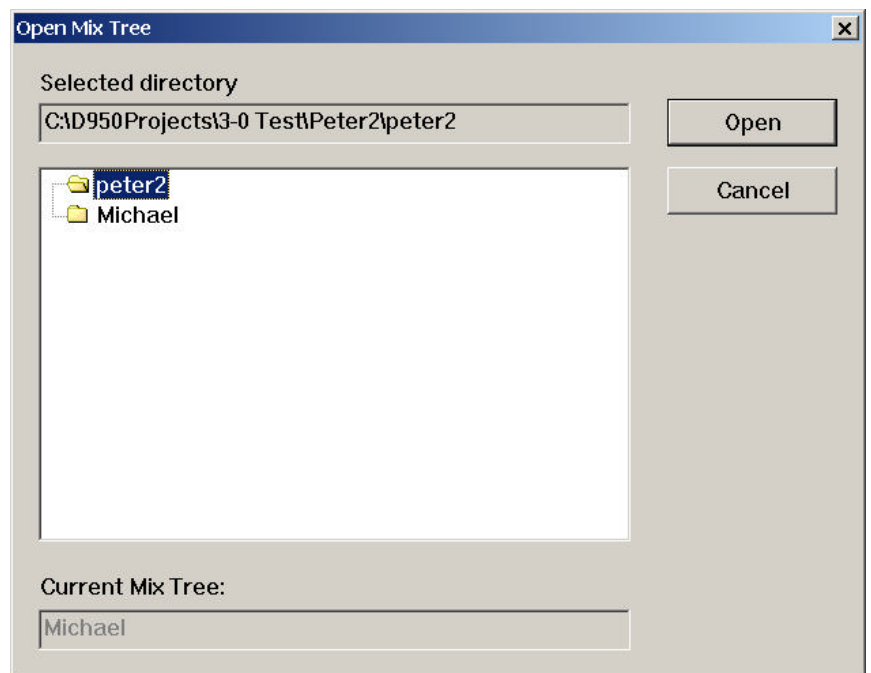 Open Mix Tree
Selected directory
C:\D950Projects\3-0 Test\Peter2\peter2
Open
peter2
Cancel
Michael
Current Mix Tree:
Michael